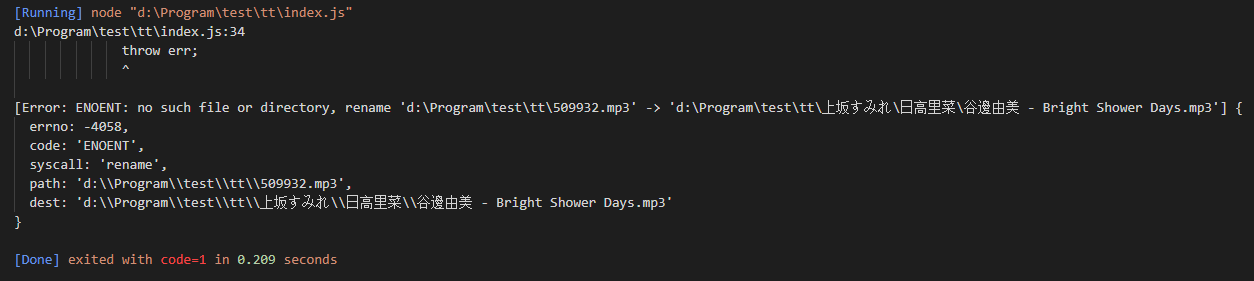 [Running] node "d:\Program\test\tt\index.js"
d:\Program\test\tt\index.js:34
throw err;
^
[Error: ENOENT: no such file or directory, rename 'd:\Program\test\tt\509932.mp3' -> 'd:\Program\test\tt\上坂すみれ\日高里菜\谷邊由美 - Bright Shower Days.mp3'] {
errno: -4058,
code: 'ENOENT',
syscall: 'rename',
path: 'd:\\Program\\test\\tt\\509932.mp3',
dest: 'd:\\Program\\test\\tt\\上坂すみれ\\日高里菜\\谷邊由美 - Bright Shower Days.mp3'
}
[Done] exited with code=1 in 0.209 seconds